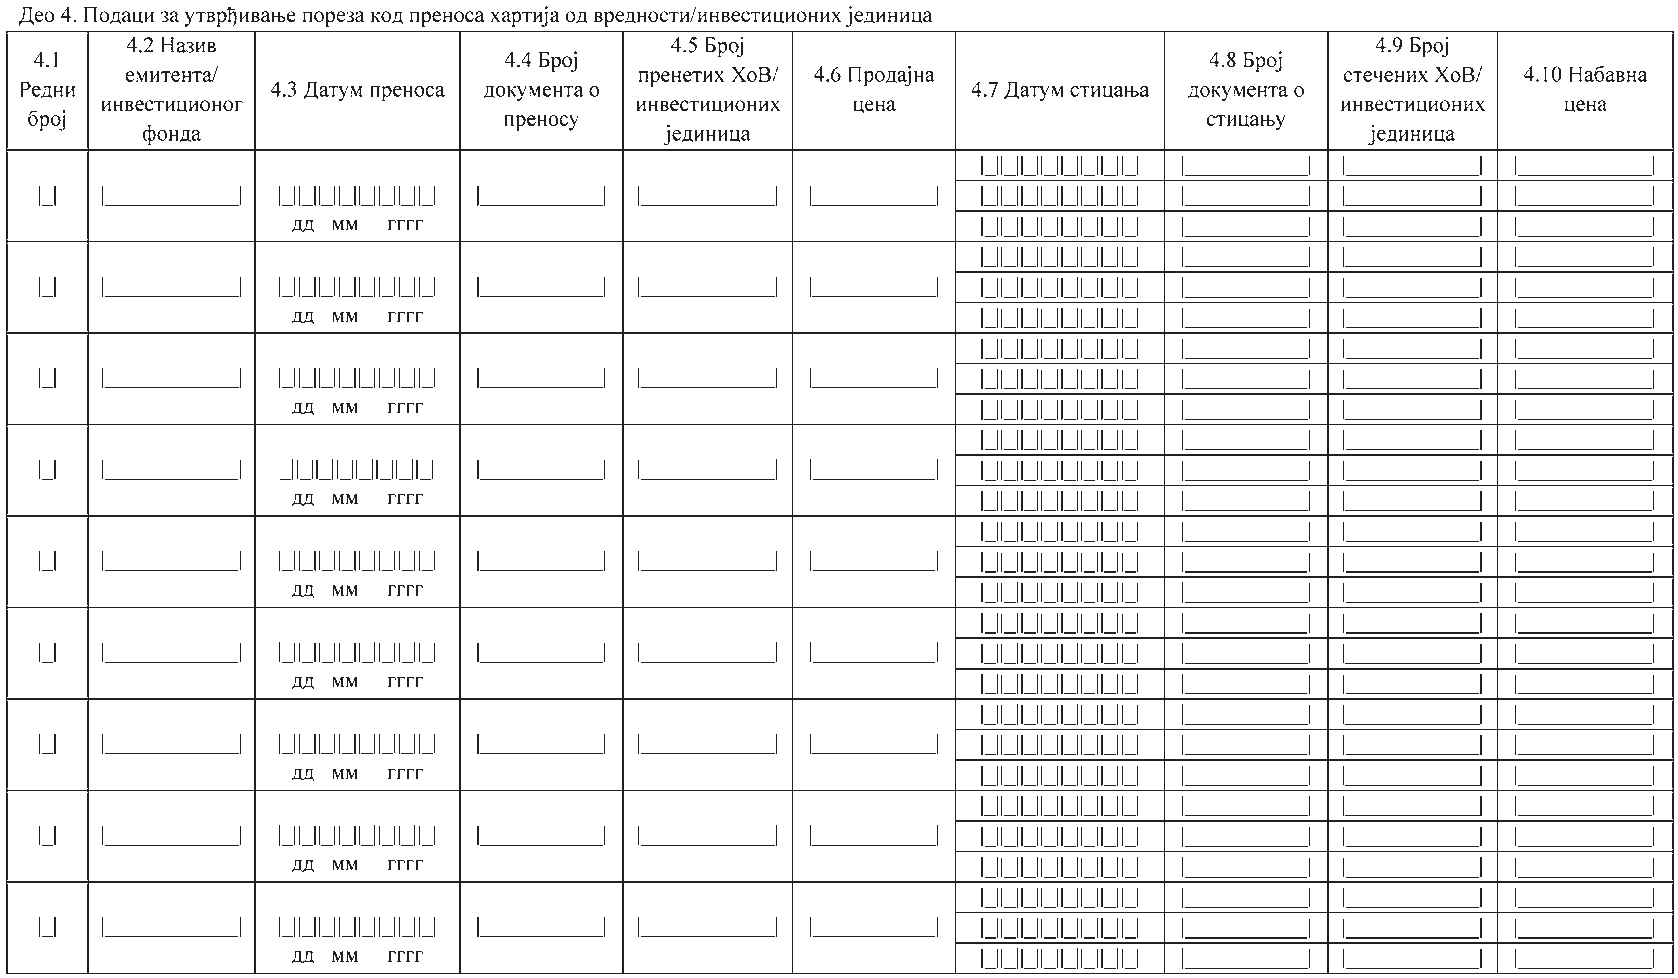 Део 4. Подаци за утврђивање пореза код преноса хартија од вредности/инвестиционих јединица
4.1
Редни
број
4.2 Назив
емитента/
инвестиционог
фонда
4.3 Датум преноса
4.4 Број
документа о
преносу
4.5 Број
пренетих ХоВ/
инвестиционих
јединица
4.6 Продајна
цена
4.7 Датум стицања
4.8 Број
документа о
стицању
4.9 Број
стечених ХоВ/
инвестиционих
јединица
4.10 Набавна
цена
дд мм гггг
дд мм гггг
дд мм гггг
дд мм гггг
дд мм гггг
дд мм гггг
дд мм гггг
дд мм гггг
дд мм гггг